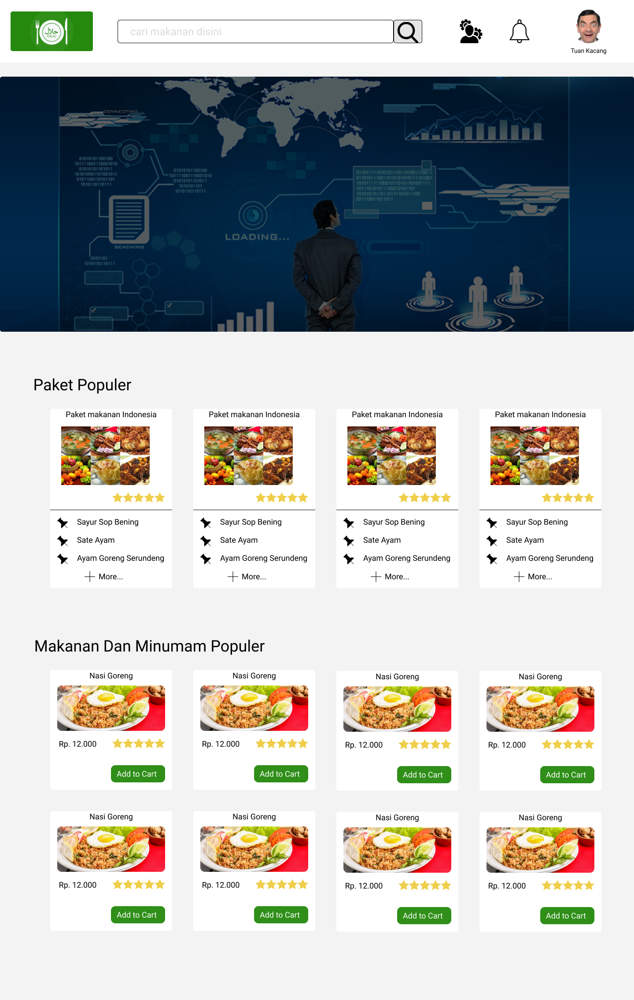 حلال
HALAL
cari makanan disini
Tuan Kacang
CONNECTING...
LOADING...
SEACHING
Paket Populer
Paket makanan Indonesia
Paket makanan Indonesia
Paket makanan Indonesia
Paket makanan Indonesia
Sayur Sop Bening
Sate Ayam
Ayam Goreng Serundeng
More...
Sayur Sop Bening
Sate Ayam
Ayam Goreng Serundeng
More...
Sayur Sop Bening
Sate Ayam
Ayam Goreng Serundeng
More...
Sayur Sop Bening
Sate Ayam
Ayam Goreng Serundeng
More...
Makanan Dan Minumam Populer
Nasi Goreng
Rp. 12.000
Add to Cart
Nasi Goreng
Rp. 12.000
Add to Cart
Nasi Goreng
Rp. 12.000
Add to Cart
Nasi Goreng
Rp. 12.000
Add to Cart
Nasi Goreng
Rp. 12.000
Add to Cart
Nasi Goreng
Rp. 12.000
Add to Cart
Nasi Goreng
Rp. 12.000
Add to Cart
Nasi Goreng
Rp. 12.000
Add to Cart